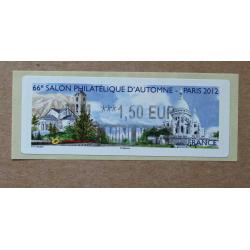 66e SALON PHILATÉLIQUE D'AUTOMNE - PARIS 2012
***1,50 EUR
FRANCE